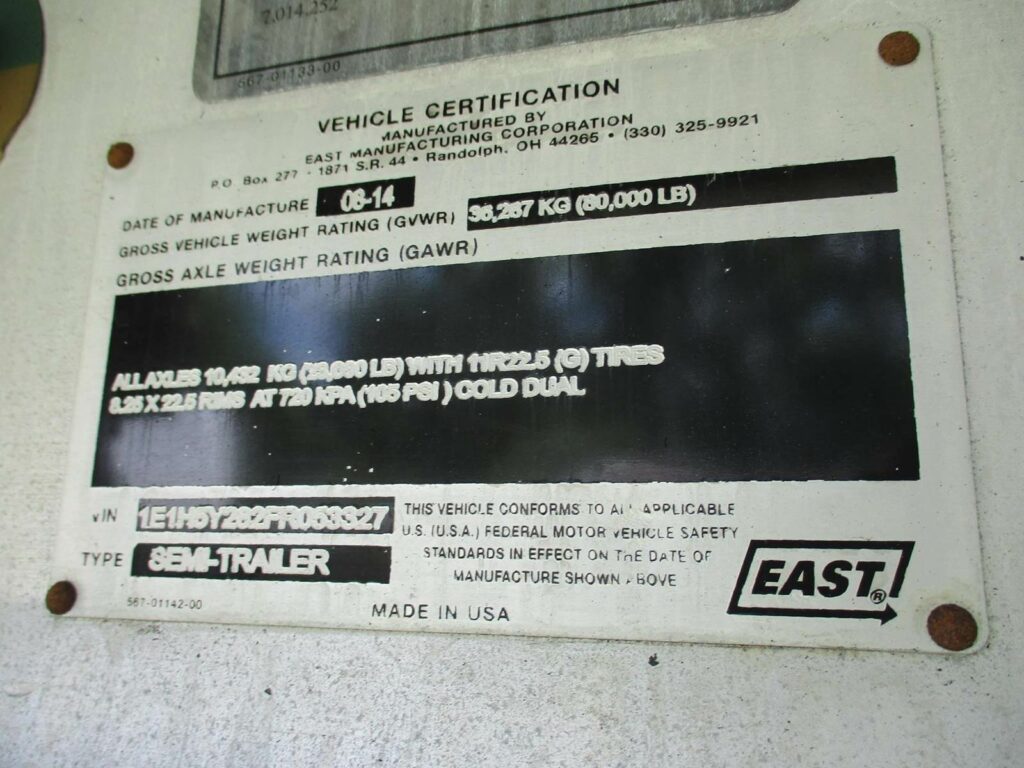 7,014,252
567-01133-00
VEHICLE CERTIFICATION
MANUFACTURED BY
EAST MANUFACTURING CORPORATION
P.O. Box 277 • 1871 S.R. 44 • Randolph, OH 44265 • (330) 325-9921
DATE OF MANUFACTURE 08-14
GROSS VEHICLE WEIGHT RATING (GVWR) 36,287 KG (80,000 LB)
GROSS AXLE WEIGHT RATING (GAWR)
ALL AXLES 10,432 KG (23,000 LB) WITH 11R22.5 (G) TIRES
8.25 X 22.5 RIMS AT 720 KPA (105 PSI ) COLD DUAL
VIN 1E1H5Y282FR053327
TYPE SEMI-TRAILER
THIS VEHICLE CONFORMS TO ALL APPLICABLE
U.S. (U.S.A.) FEDERAL MOTOR VEHICLE SAFETY
STANDARDS IN EFFECT ON THE DATE OF
MANUFACTURE SHOWN ABOVE
EAST®
567-01142-00
MADE IN USA